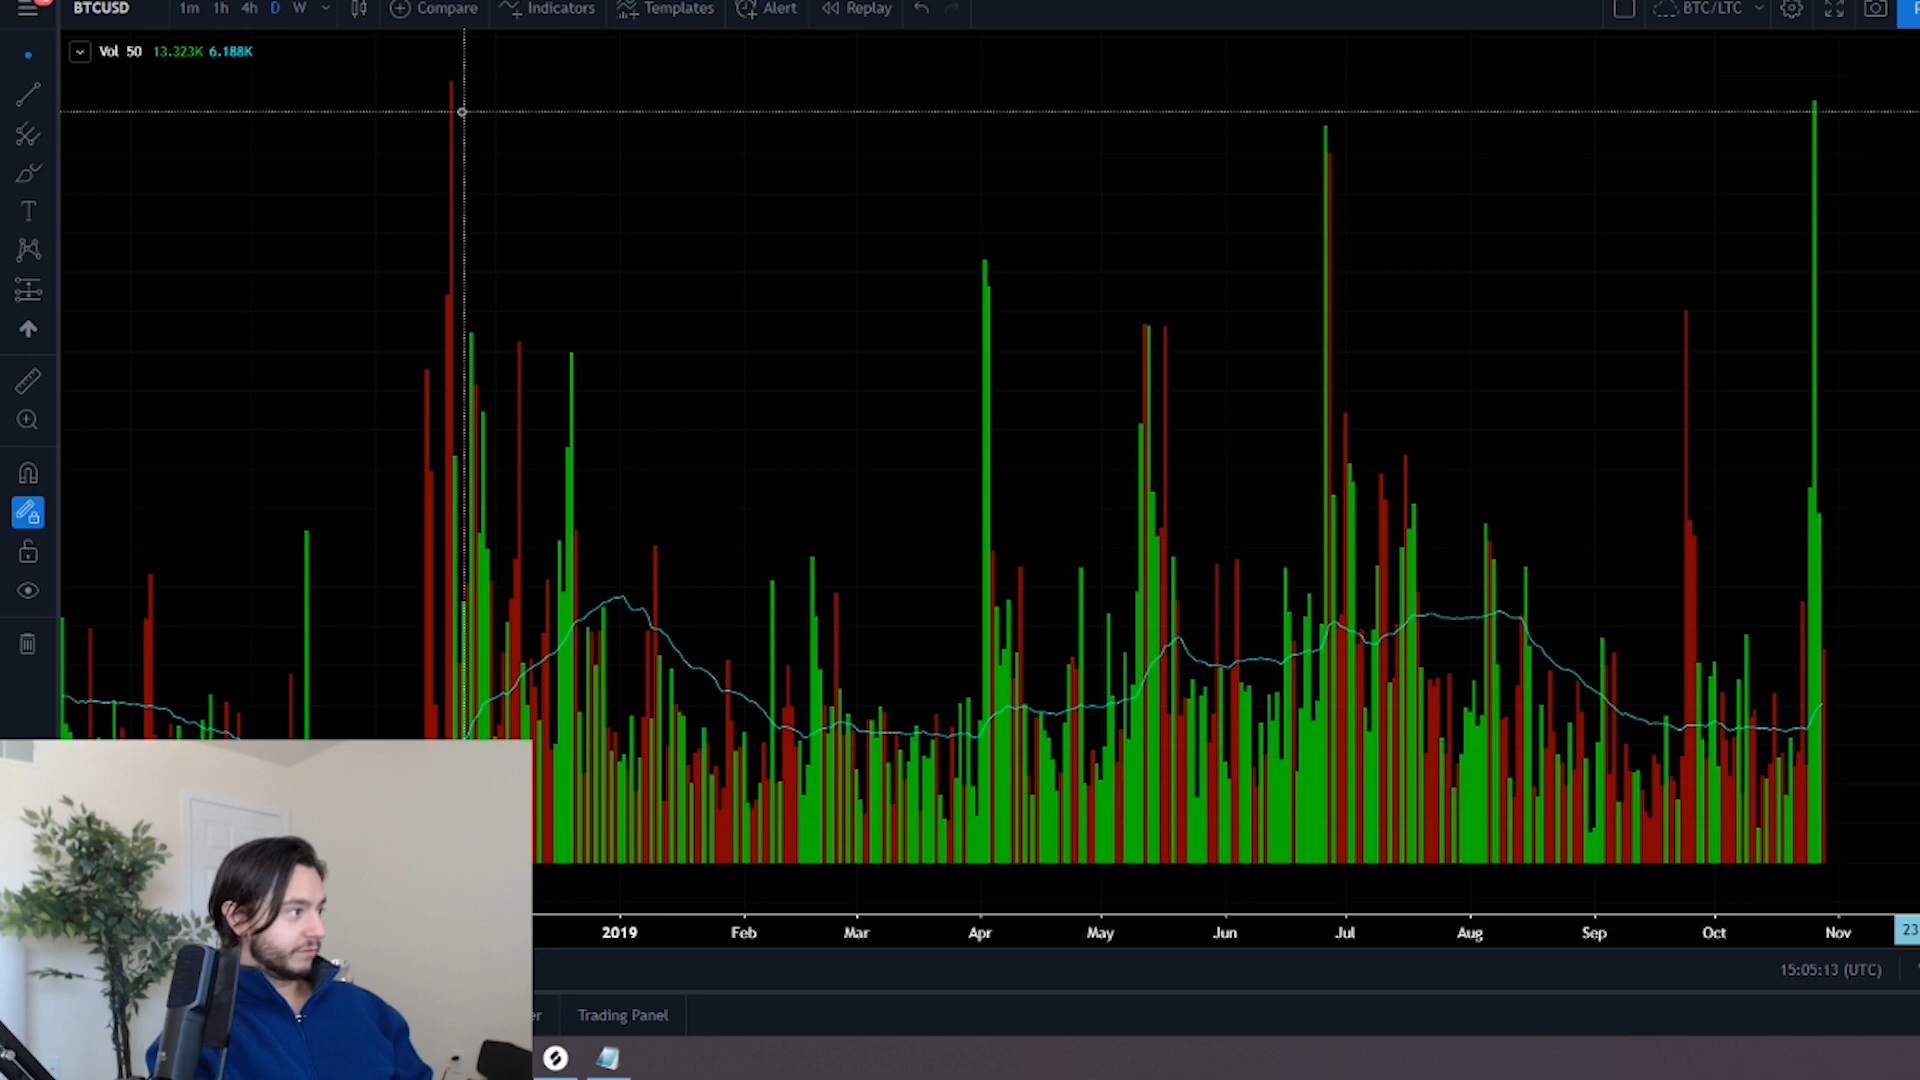 BTCUSD 1m 1h 4h D W Compare Indicators Templates Alert Replay BTC/LTC
Vol 50 13.323K 6.188K
2019 Feb Mar Apr May Jun Jul Aug Sep Oct Nov 23
15:05:13 (UTC)
er Trading Panel